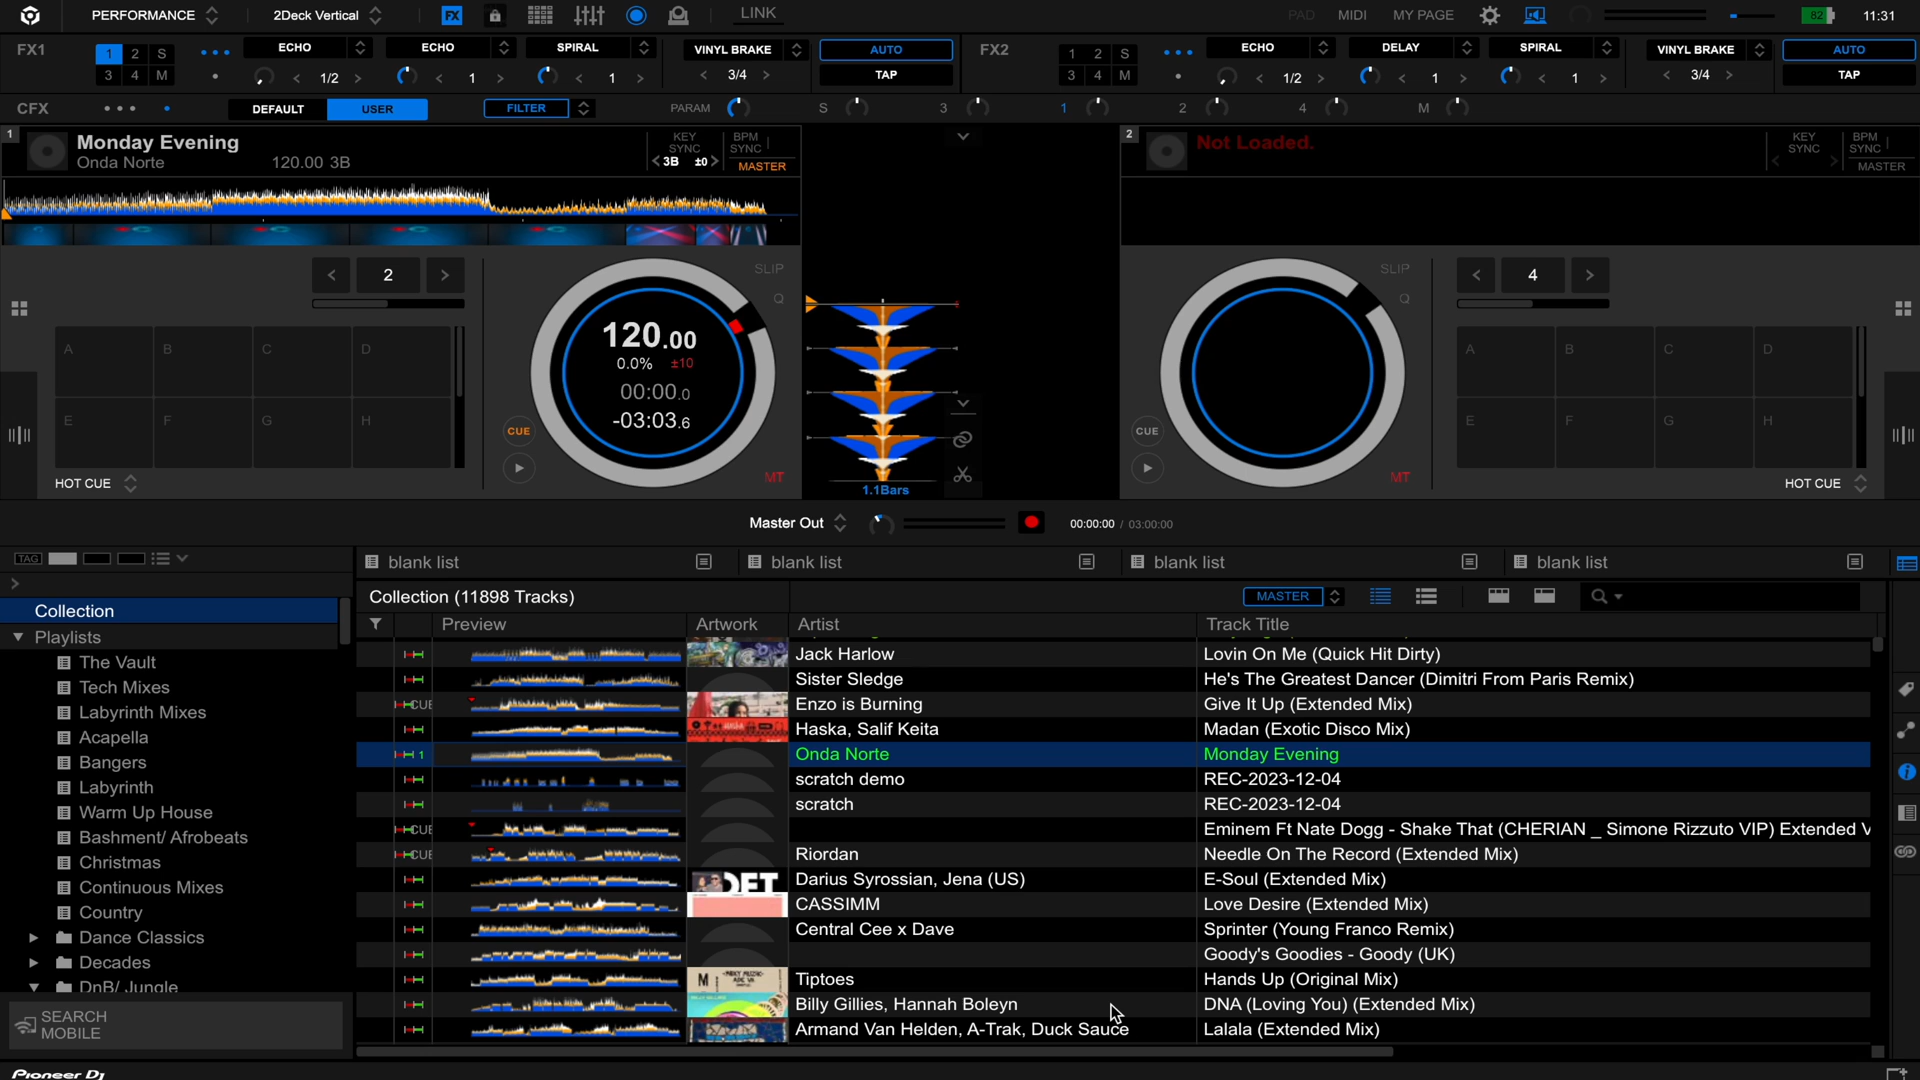 PERFORMANCE 2Deck Vertical FX LINK PAD MIDI MY PAGE 82 11:31
FX1 1 2 S ECHO ECHO SPIRAL VINYL BRAKE AUTO FX2 1 2 S ECHO DELAY SPIRAL VINYL BRAKE AUTO
3 4 M < 1/2 > < 1 > < 1 > < 3/4 > TAP 3 4 M < 1/2 > < 1 > < 1 > < 3/4 > TAP
CFX DEFAULT USER FILTER PARAM S 3 1 2 4 M
1 Monday Evening KEY SYNC BPM SYNC 2 Not Loaded. KEY SYNC BPM SYNC
Onda Norte 120.00 3B < 3B ±0 > MASTER < > MASTER
< 2 > SLIP SLIP < 4 >
Q Q
A B C D 120.00 A B C D
0.0% ±10
00:00.0
-03:03.6
E F G H CUE CUE E F G H
HOT CUE MT 1.1Bars MT HOT CUE
Master Out 00:00:00 / 03:00:00
TAG blank list blank list blank list blank list
Collection (11898 Tracks) MASTER
Preview Artwork Artist Track Title
Collection
Playlists
The Vault
Tech Mixes
Labyrinth Mixes
Acapella
Bangers
Labyrinth
Warm Up House
Bashment/ Afrobeats
Christmas
Continuous Mixes
Country
Dance Classics
Decades
DnB/ Jungle
SEARCH
MOBILE
Jack Harlow Lovin On Me (Quick Hit Dirty)
Sister Sledge He's The Greatest Dancer (Dimitri From Paris Remix)
CUE Enzo is Burning Give It Up (Extended Mix)
Haska, Salif Keita Madan (Exotic Disco Mix)
1 Onda Norte Monday Evening
scratch demo REC-2023-12-04
scratch REC-2023-12-04
CUE Eminem Ft Nate Dogg - Shake That (CHERIAN _ Simone Rizzuto VIP) Extended V
CUE Riordan Needle On The Record (Extended Mix)
Darius Syrossian, Jena (US) E-Soul (Extended Mix)
CASSIMM Love Desire (Extended Mix)
Central Cee x Dave Sprinter (Young Franco Remix)
Goody's Goodies - Goody (UK)
Tiptoes Hands Up (Original Mix)
Billy Gillies, Hannah Boleyn DNA (Loving You) (Extended Mix)
Armand Van Helden, A-Trak, Duck Sauce Lalala (Extended Mix)
Pioneer Dj